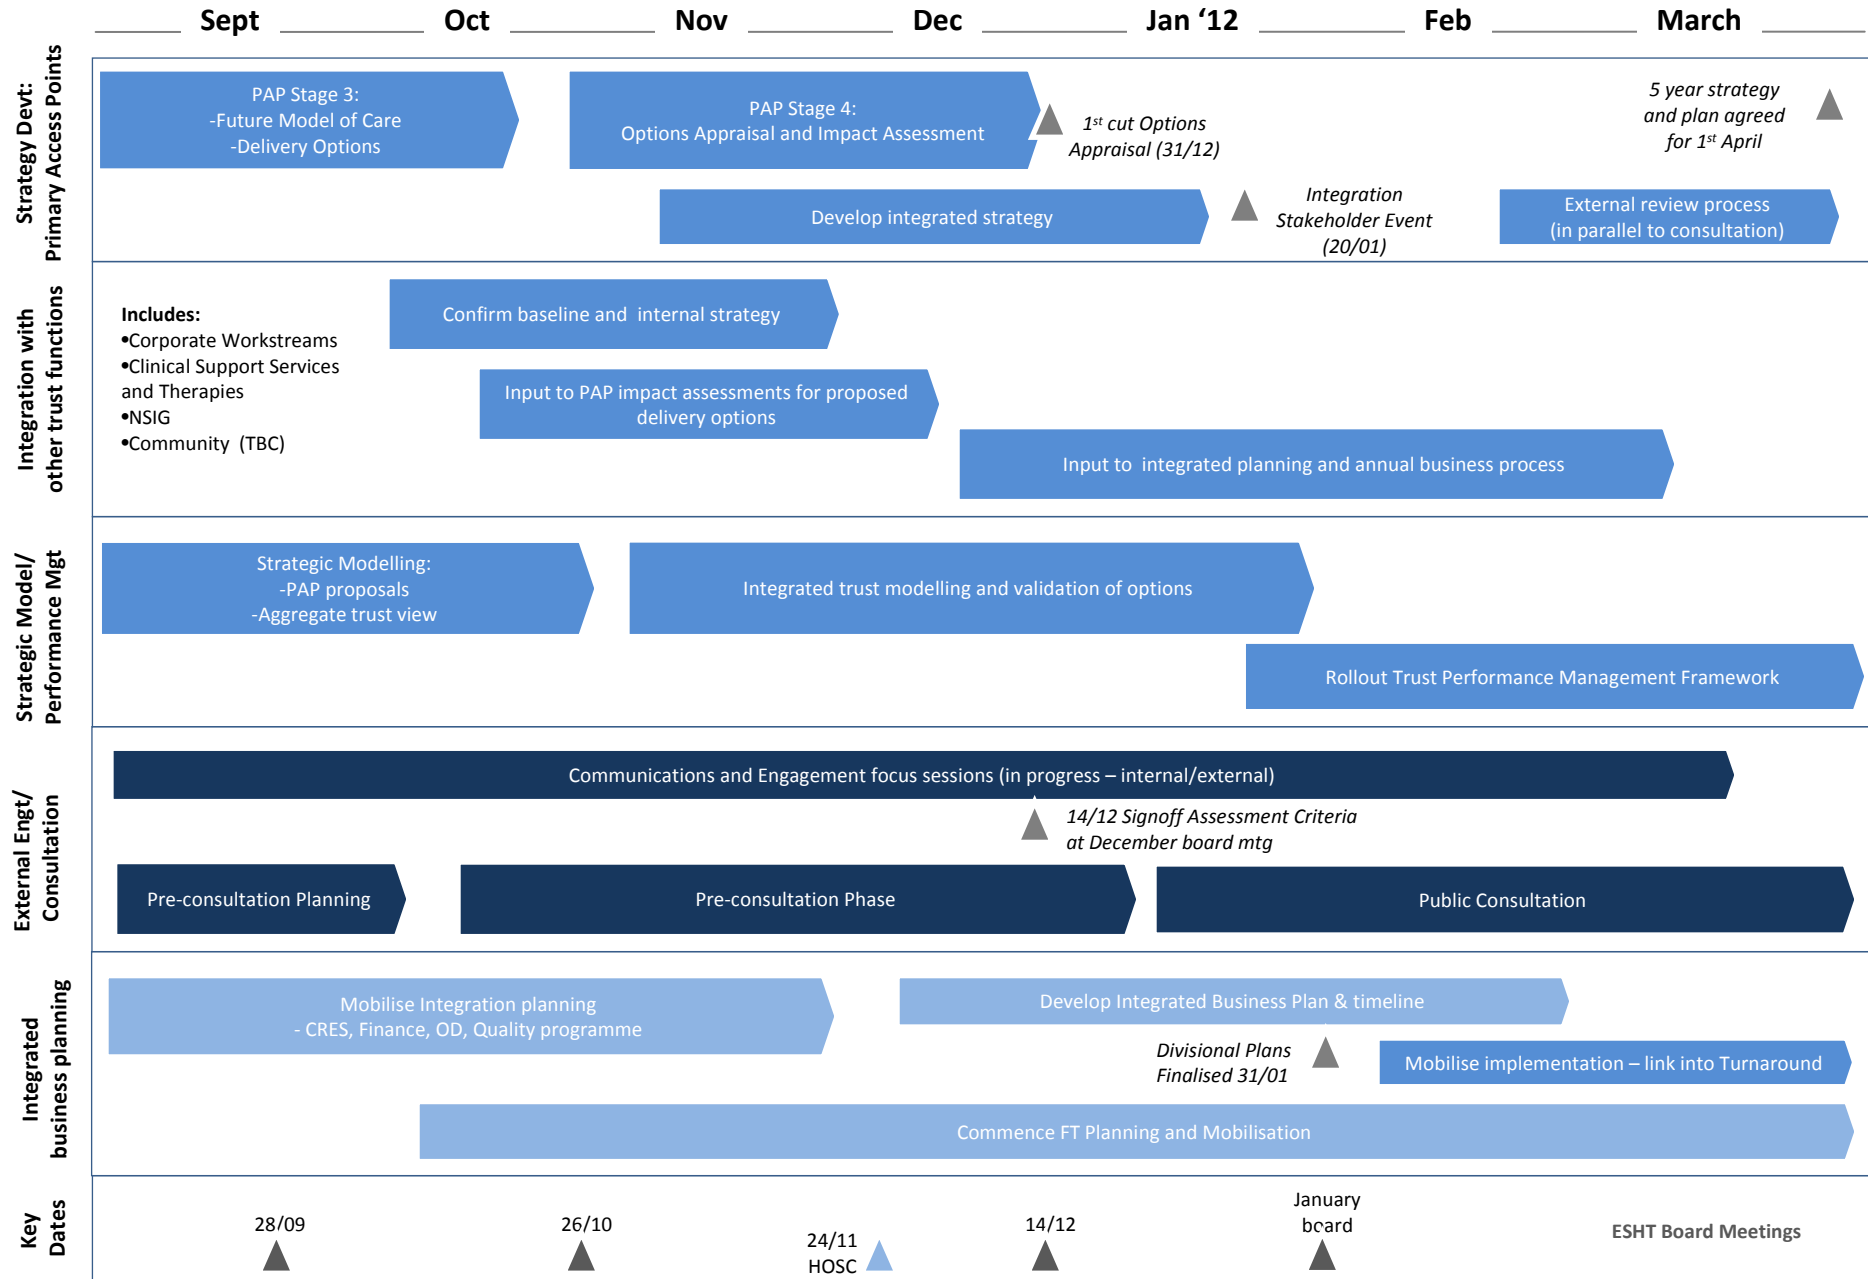 Sept
Oct
Nov
Dec
Jan ‘12
Feb
March
Strategy Devt:
Primary Access Points
PAP Stage 3:
-Future Model of Care
-Delivery Options
PAP Stage 4:
Options Appraisal and Impact Assessment
1st cut Options
Appraisal (31/12)
5 year strategy
and plan agreed
for 1st April
Develop integrated strategy
Integration
Stakeholder Event
(20/01)
External review process
(in parallel to consultation)
Integration with
other trust functions
Includes:
•Corporate Workstreams
•Clinical Support Services
and Therapies
•NSIG
•Community (TBC)
Confirm baseline and internal strategy
Input to PAP impact assessments for proposed
delivery options
Input to integrated planning and annual business process
Strategic Model/
Performance Mgt
Strategic Modelling:
-PAP proposals
-Aggregate trust view
Integrated trust modelling and validation of options
Rollout Trust Performance Management Framework
External Engt/
Consultation
Communications and Engagement focus sessions (in progress – internal/external)
14/12 Signoff Assessment Criteria
at December board mtg
Pre-consultation Planning
Pre-consultation Phase
Public Consultation
Integrated
business planning
Mobilise Integration planning
- CRES, Finance, OD, Quality programme
Develop Integrated Business Plan & timeline
Divisional Plans
Finalised 31/01
Mobilise implementation – link into Turnaround
Commence FT Planning and Mobilisation
Key
Dates
28/09
26/10
24/11
HOSC
14/12
January
board
ESHT Board Meetings